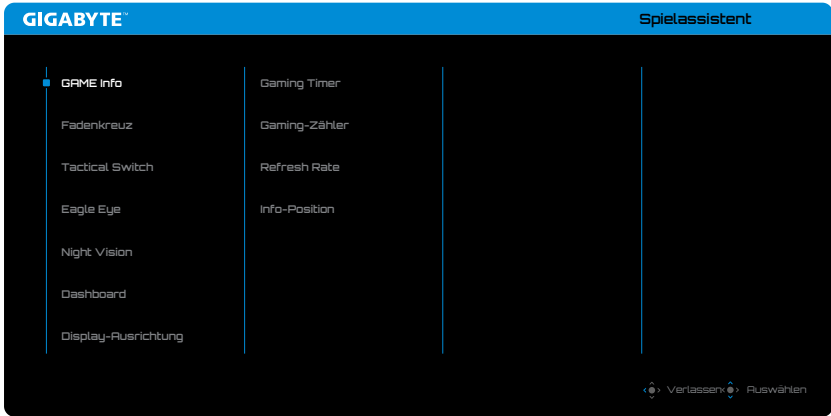 GIGABYTE™
Spielassistent
GAME Info
Fadenkreuz
Tactical Switch
Eagle Eye
Night Vision
Dashboard
Display-Ausrichtung
Gaming Timer
Gaming-Zähler
Refresh Rate
Info-Position
Verlassen Auswählen